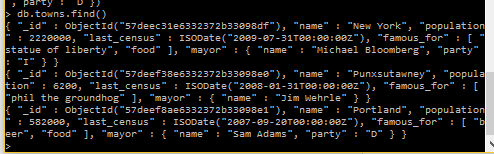 , party : "D" })
> db.towns.find()
{ "_id" : ObjectId("57deec31e6332372b33098df"), "name" : "New York", "population
" : 2220000, "last_census" : ISODate("2009-07-31T00:00:00Z"), "famous_for" : [ "
statue of liberty", "food" ], "mayor" : { "name" : "Michael Bloomberg", "party"
: "I" } }
{ "_id" : ObjectId("57deef38e6332372b33098e0"), "name" : "Punxsutawney", "popula
tion" : 6200, "last_census" : ISODate("2008-01-31T00:00:00Z"), "famous_for" : [
"phil the groundhog" ], "mayor" : { "name" : "Jim Wehrle" } }
{ "_id" : ObjectId("57deef8ae6332372b33098e1"), "name" : "Portland", "population
" : 582000, "last_census" : ISODate("2007-09-20T00:00:00Z"), "famous_for" : [ "b
eer", "food" ], "mayor" : { "name" : "Sam Adams", "party" : "D" } }
>